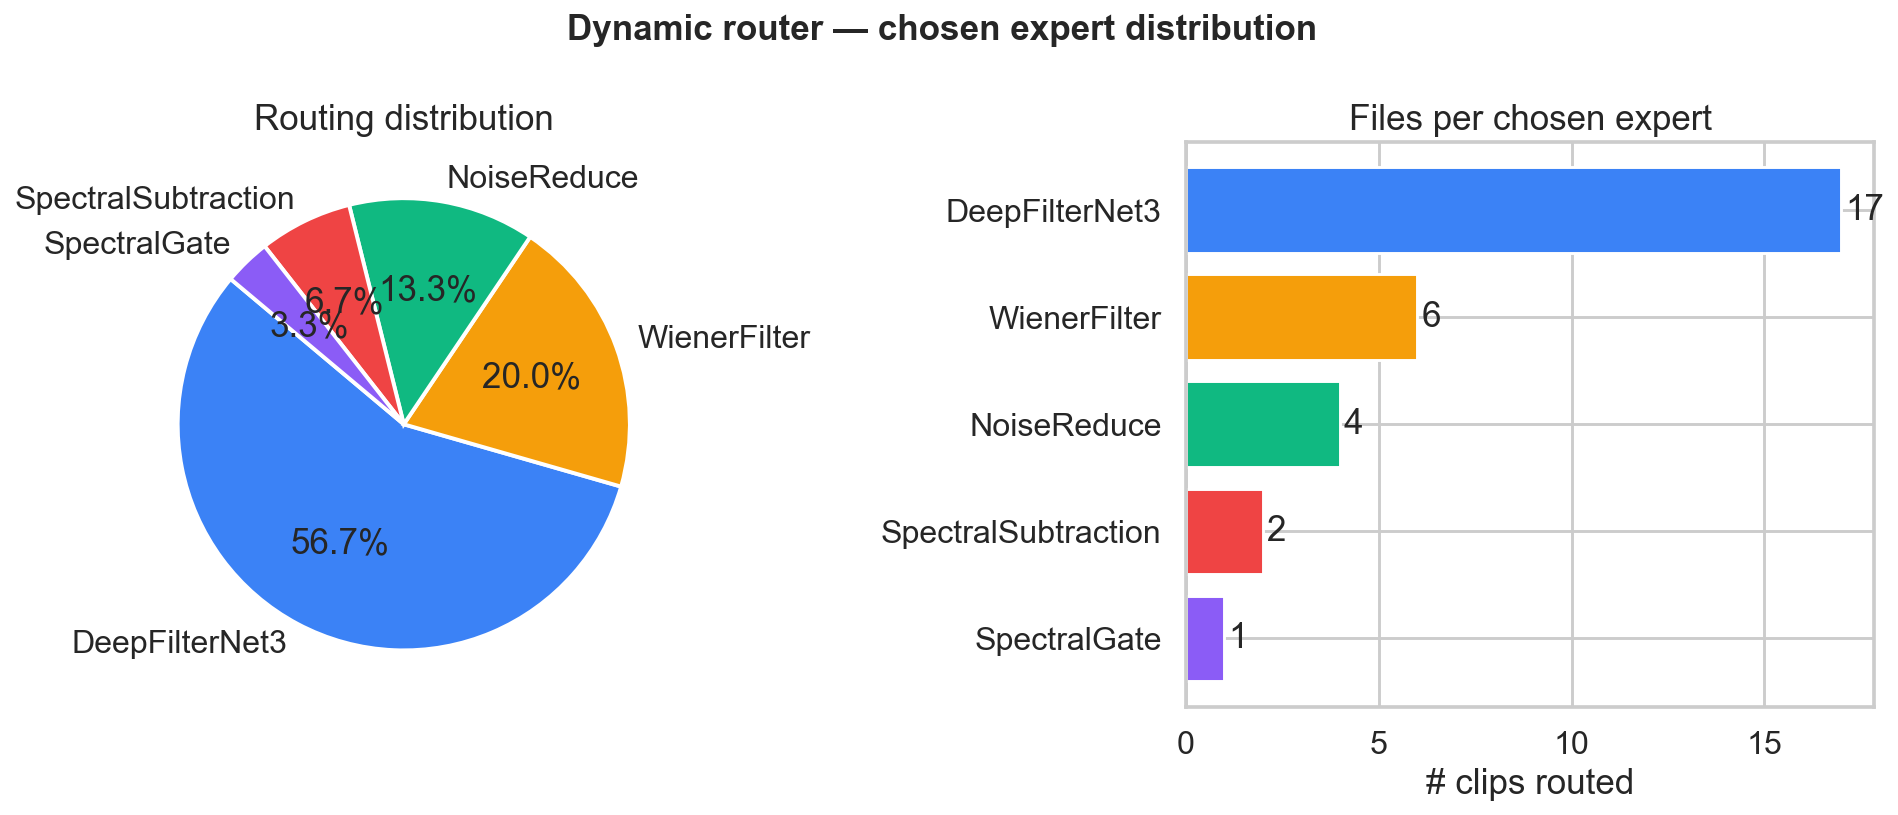 Dynamic router — chosen expert distribution
Routing distribution
NoiseReduce
SpectralSubtraction
SpectralGate
WienerFilter
DeepFilterNet3
13.3%
6.7%
3.3%
20.0%
56.7%
Files per chosen expert
DeepFilterNet3
17
WienerFilter
6
NoiseReduce
4
SpectralSubtraction
2
SpectralGate
1
0 5 10 15
# clips routed